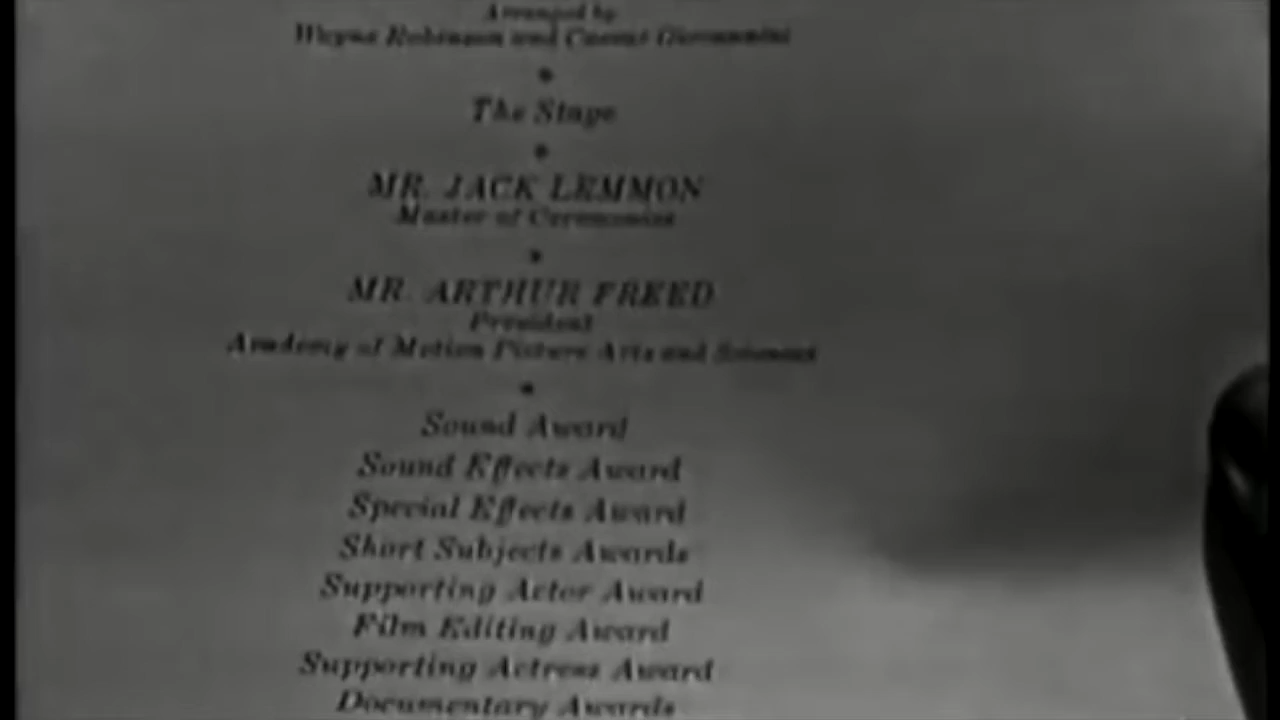 Arranged by
Wayne Robinson and Caesar Giovannini
The Stage
MR. JACK LEMMON
Master of Ceremonies
MR. ARTHUR FREED
President
Academy of Motion Picture Arts and Sciences
Sound Award
Sound Effects Award
Special Effects Award
Short Subjects Awards
Supporting Actor Award
Film Editing Award
Supporting Actress Award
Documentary Awards